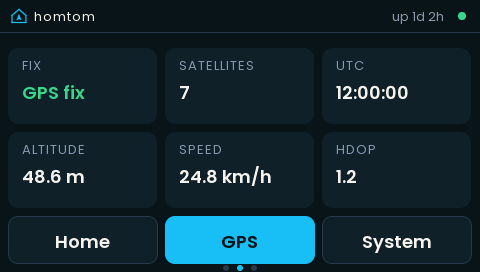 homtom up 1d 2h
FIX SATELLITES UTC
GPS fix 7 12:00:00
ALTITUDE SPEED HDOP
48.6 m 24.8 km/h 1.2
Home GPS System